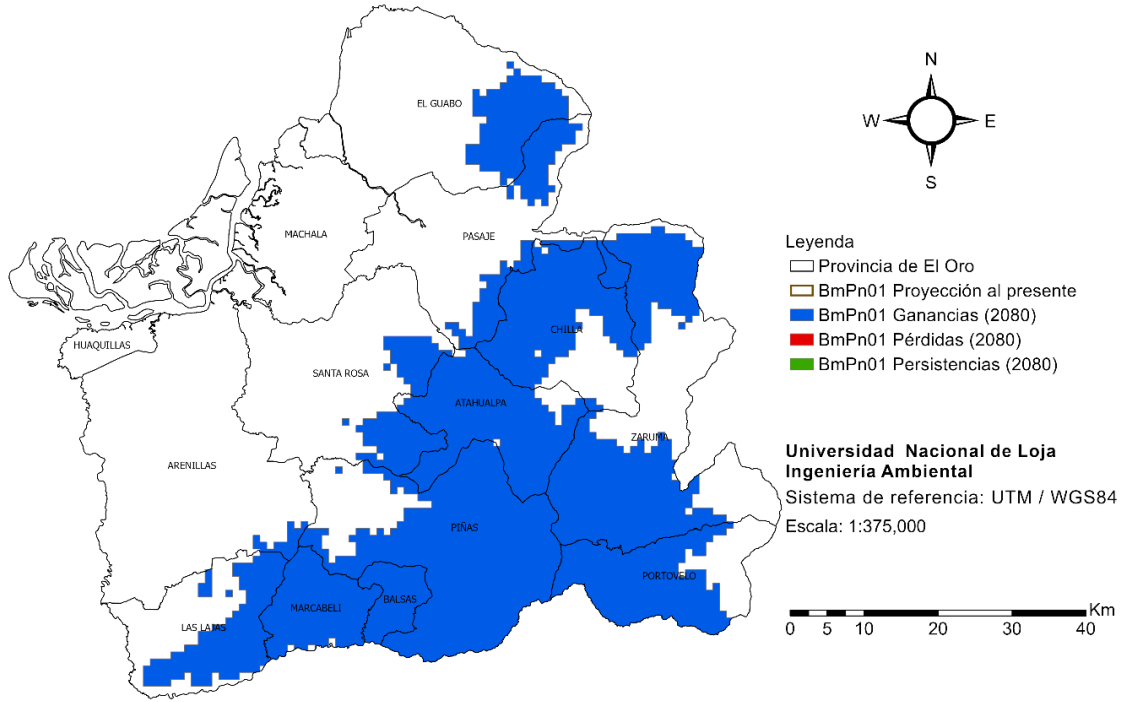 N
W E
S
EL GUABO
MACHALA
PASAJE
HUAQUILLAS
CHILLA
SANTA ROSA
ATAHUALPA
ZARUMA
ARENILLAS
PIÑAS
PORTOVELO
BALSAS
MARCABELI
LAS LAJAS
Leyenda
Provincia de El Oro
BmPn01 Proyección al presente
BmPn01 Ganancias (2080)
BmPn01 Pérdidas (2080)
BmPn01 Persistencias (2080)
Universidad Nacional de Loja
Ingeniería Ambiental
Sistema de referencia: UTM / WGS84
Escala: 1:375,000
Km
0 5 10 20 30 40